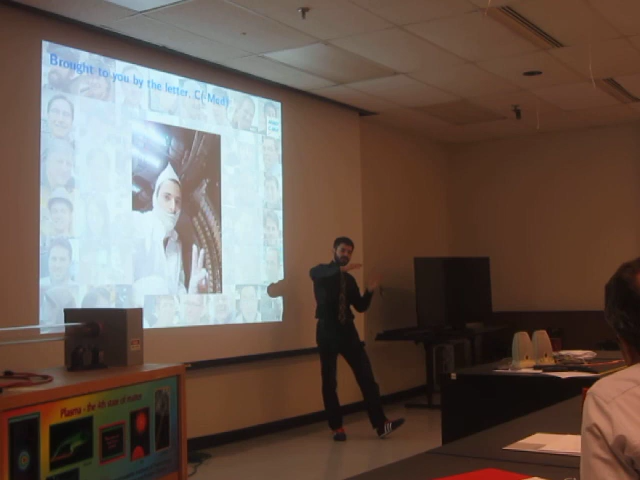 Brought to you by the letter, C(-Mod)
Plasma - the 4th state of matter